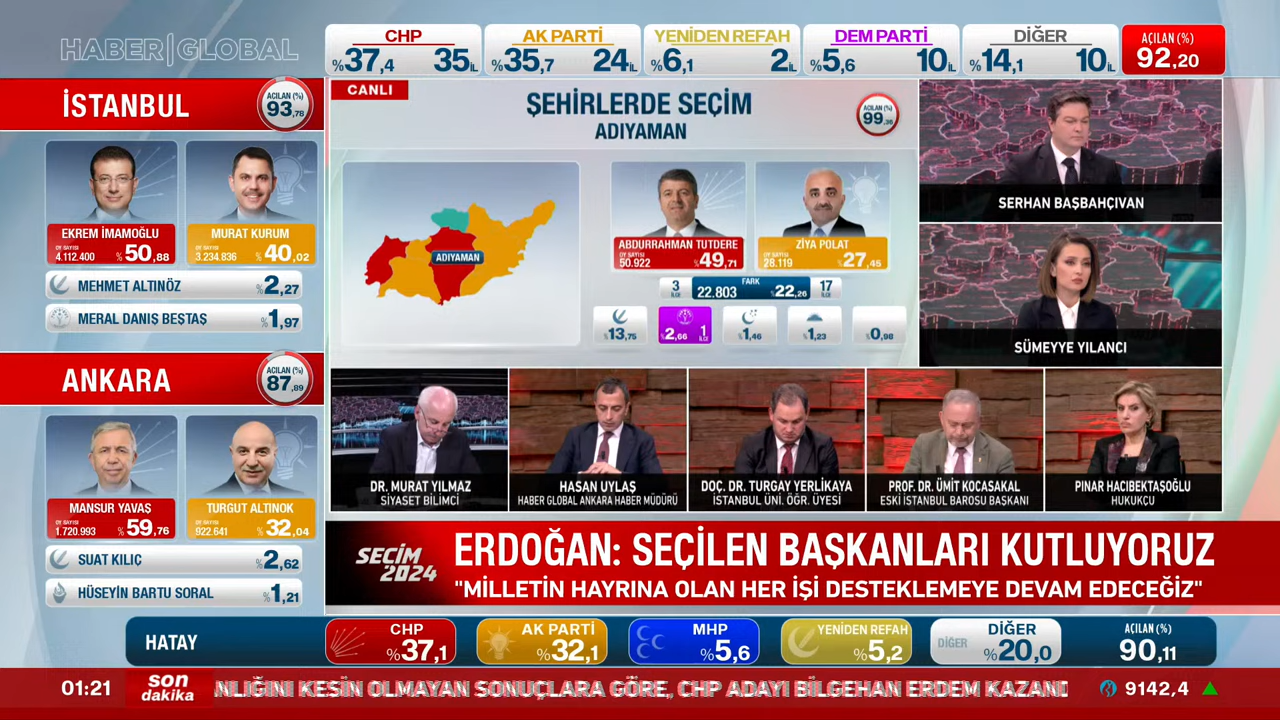 HABER|GLOBAL
CHP
%37,4 35İL
AK PARTİ
%35,7 24İL
YENİDEN REFAH
%6,1 2İL
DEM PARTİ
%5,6 10İL
DİĞER
%14,1 10İL
AÇILAN (%)
92,20
İSTANBUL
AÇILAN (%)
93,78
EKREM İMAMOĞLU
OY SAYISI
4.112.400 %50,88
MURAT KURUM
OY SAYISI
3.234.836 %40,02
MEHMET ALTINÖZ %2,27
MERAL DANIŞ BEŞTAŞ %1,97
ANKARA
AÇILAN (%)
87,89
MANSUR YAVAŞ
OY SAYISI
1.720.993 %59,76
TURGUT ALTINOK
OY SAYISI
922.641 %32,04
SUAT KILIÇ %2,62
HÜSEYİN BARTU SORAL %1,21
CANLI
ŞEHİRLERDE SEÇİM
ADIYAMAN
AÇILAN (%)
99,36
ADIYAMAN
ABDURRAHMAN TUTDERE
OY SAYISI
50.922 %49,71
ZİYA POLAT
OY SAYISI
28.119 %27,45
3 İLÇE
FARK
22.803 %22,26
17 İLÇE
%13,75
%2,66 1 İLÇE
%1,46
%1,23
%0,98
SERHAN BAŞBAHÇIVAN
SÜMEYYE YILANCI
DR. MURAT YILMAZ
SİYASET BİLİMCİ
HASAN UYLAŞ
HABER GLOBAL ANKARA HABER MÜDÜRÜ
DOÇ. DR. TURGAY YERLİKAYA
İSTANBUL ÜNİ. ÖĞR. ÜYESİ
PROF. DR. ÜMİT KOCASAKAL
ESKİ İSTANBUL BAROSU BAŞKANI
PINAR HACIBEKTAŞOĞLU
HUKUKÇU
SEÇİM
2024
ERDOĞAN: SEÇİLEN BAŞKANLARI KUTLUYORUZ
"MİLLETİN HAYRINA OLAN HER İŞİ DESTEKLEMEYE DEVAM EDECEĞİZ"
HATAY
CHP
%37,1
AK PARTİ
%32,1
MHP
%5,6
YENİDEN REFAH
%5,2
DİĞER
DİĞER
%20,0
AÇILAN (%)
90,11
01:21
son
dakika
ANLIĞINI KESİN OLMAYAN SONUÇLARA GÖRE, CHP ADAYI BİLGEHAN ERDEM KAZAND
9142,4